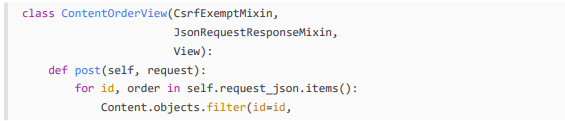 class ContentOrderView(CsrfExemptMixin,
                       JsonRequestResponseMixin,
                       View):
    def post(self, request):
        for id, order in self.request_json.items():
            Content.objects.filter(id=id,